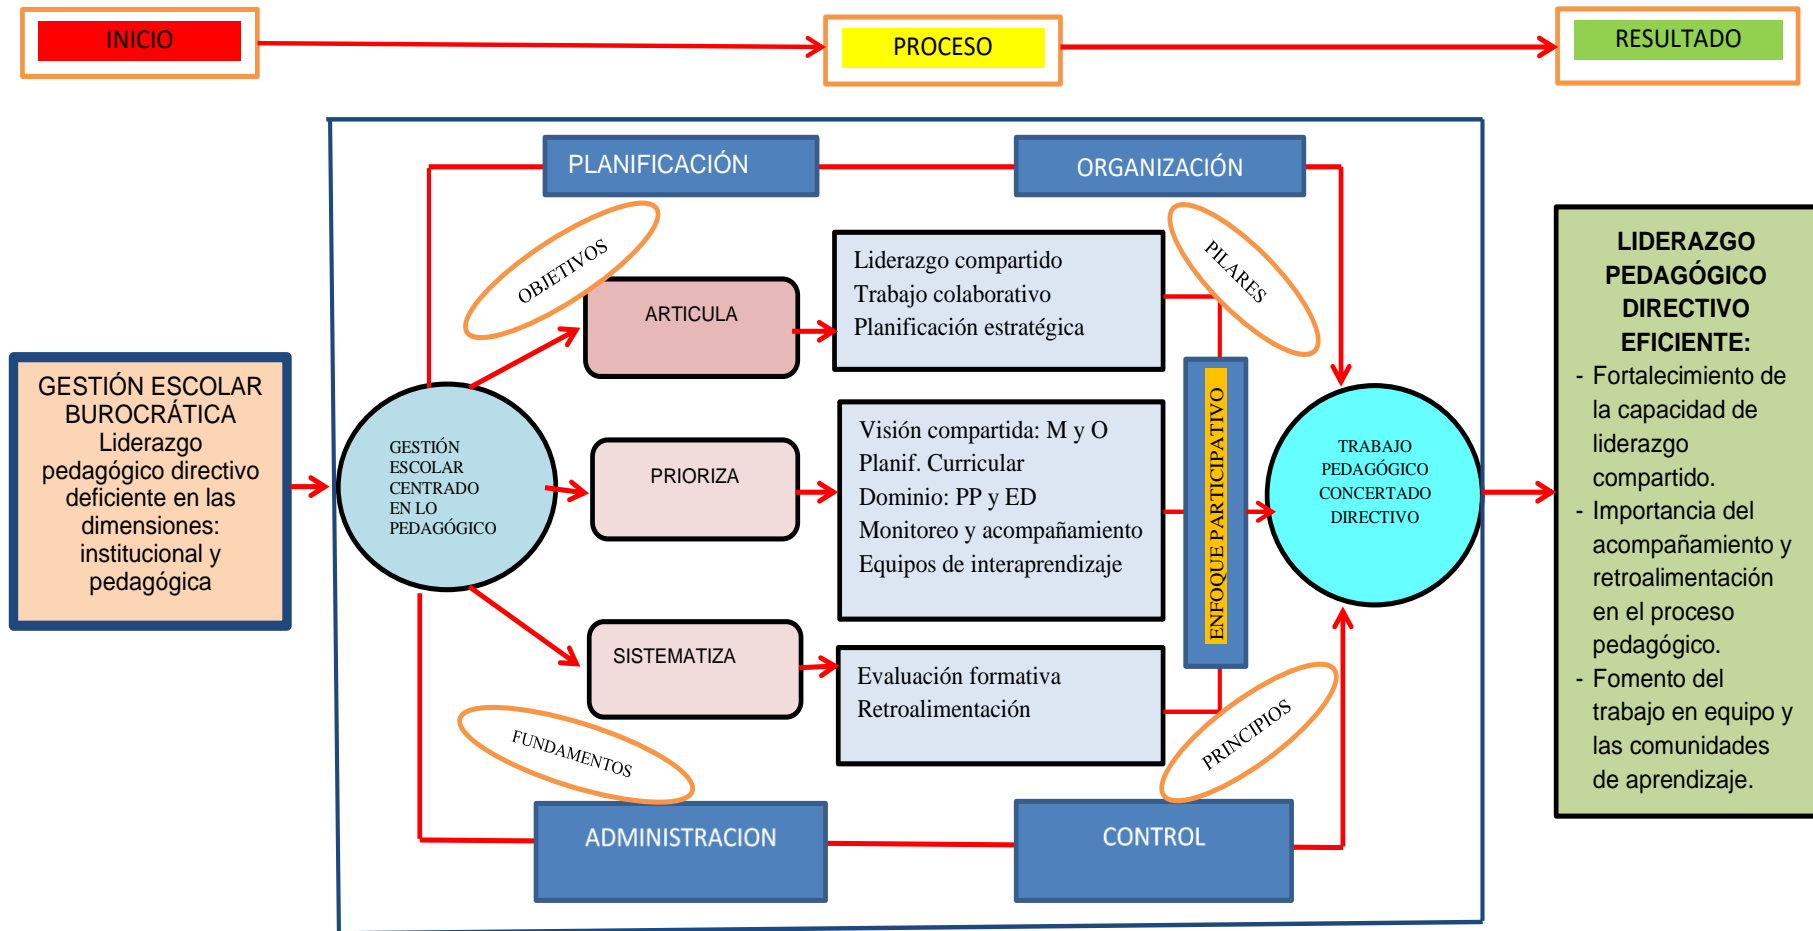 INICIO
PROCESO
RESULTADO
PLANIFICACIÓN
ORGANIZACIÓN
OBJETIVOS
PILARES
GESTIÓN ESCOLAR
BUROCRÁTICA
Liderazgo
pedagógico directivo
deficiente en las
dimensiones:
institucional y
pedagógica
GESTIÓN
ESCOLAR
CENTRADO
EN LO
PEDAGÓGICO
ARTICULA
Liderazgo compartido
Trabajo colaborativo
Planificación estratégica
PRIORIZA
Visión compartida: M y O
Planif. Curricular
Dominio: PP y ED
Monitoreo y acompañamiento
Equipos de interaprendizaje
SISTEMATIZA
Evaluación formativa
Retroalimentación
ENFOQUE PARTICIPATIVO
TRABAJO
PEDAGÓGICO
CONCERTADO
DIRECTIVO
FUNDAMENTOS
PRINCIPIOS
ADMINISTRACION
CONTROL
LIDERAZGO
PEDAGÓGICO
DIRECTIVO
EFICIENTE:
- Fortalecimiento de
la capacidad de
liderazgo
compartido.
- Importancia del
acompañamiento y
retroalimentación
en el proceso
pedagógico.
- Fomento del
trabajo en equipo y
las comunidades
de aprendizaje.